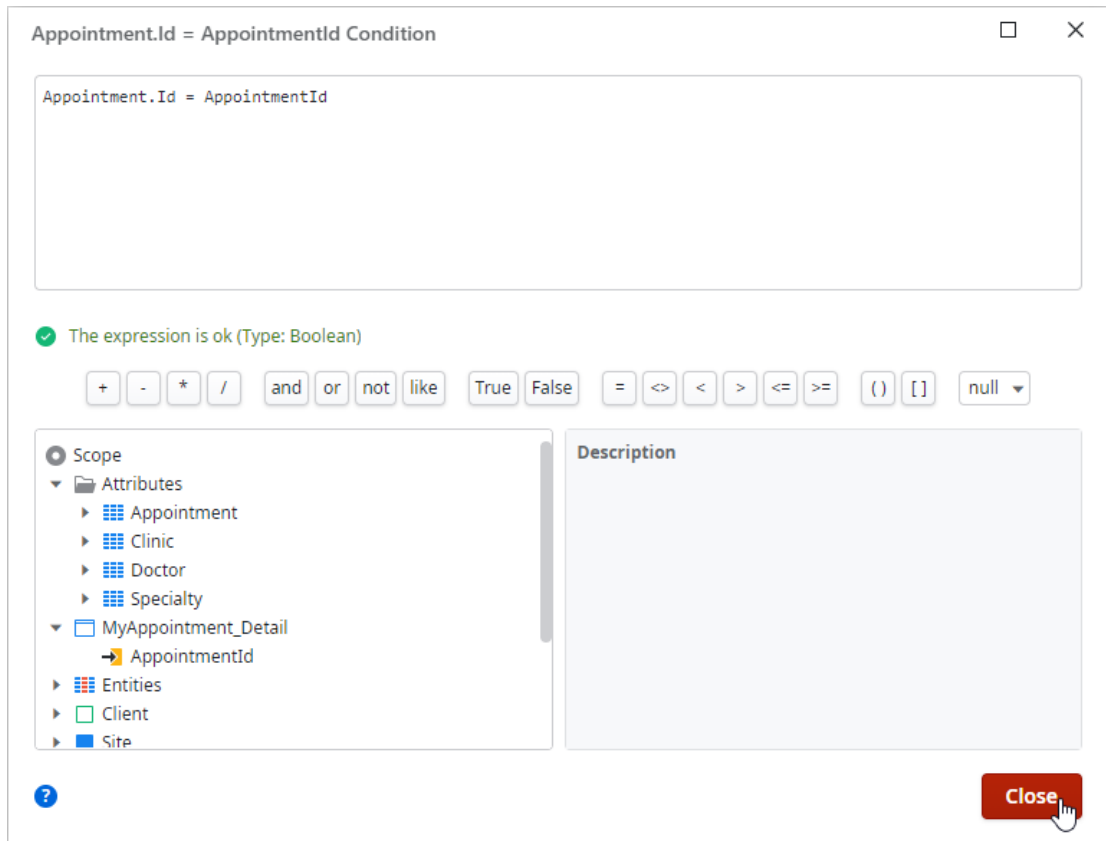 Appointment.Id = AppointmentId Condition
Appointment.Id = AppointmentId
The expression is ok (Type: Boolean)
+ - * / and or not like True False = <> < > <= >= ( ) [ ] null
Scope
Attributes
Appointment
Clinic
Doctor
Specialty
MyAppointment_Detail
AppointmentId
Entities
Client
Site
Description
?
Close